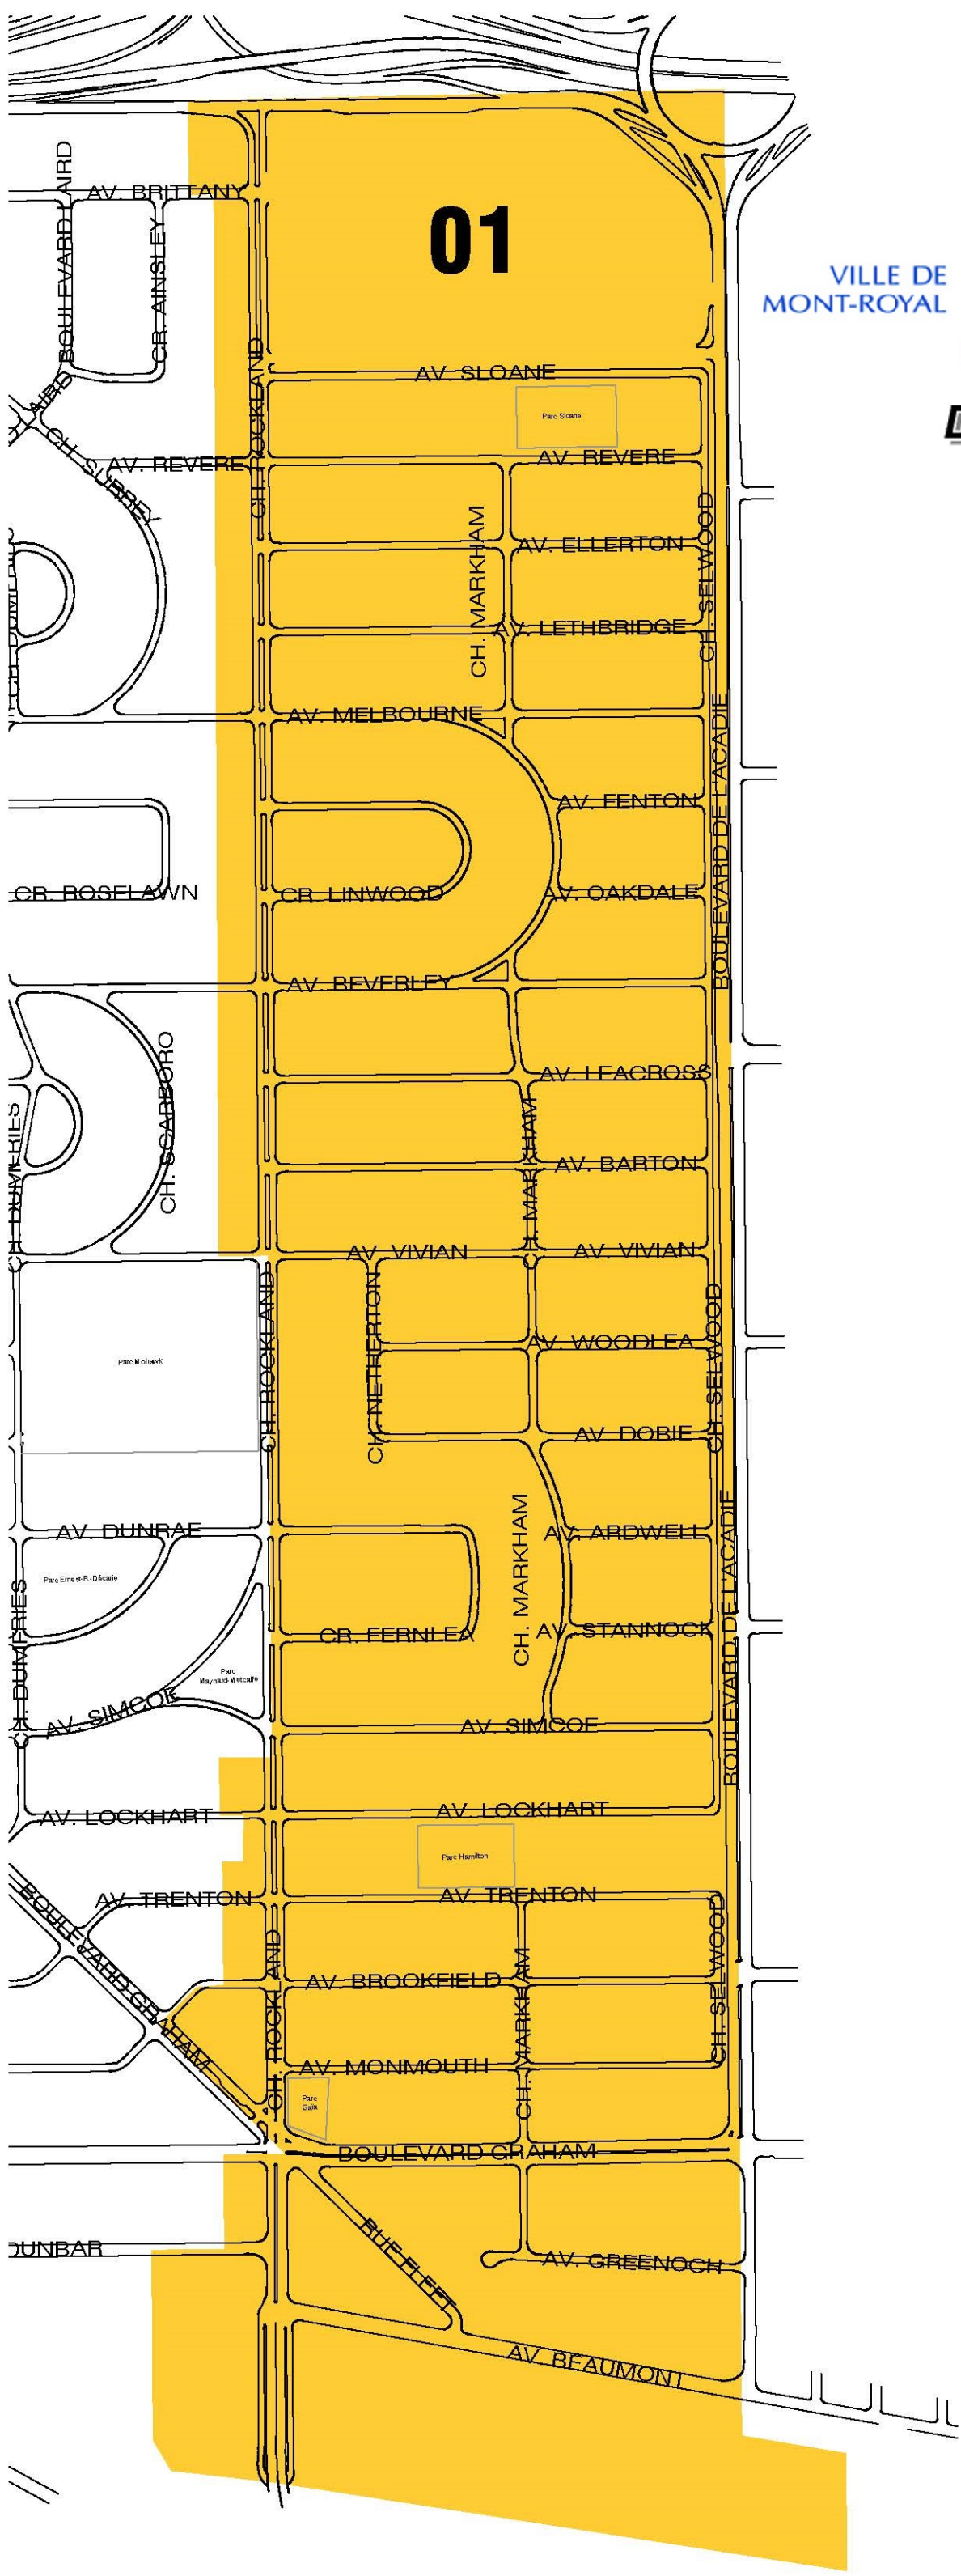 BOULEVARD LAIRD
AV. BRITTANY
CR. AINSLEY
01
VILLE DE
MONT-ROYAL
CH. ROCKLAND
AV. SLOANE
Parc Sloane
CH. SURREY
AV. REVERE
AV. REVERE
CH. MARKHAM
CH. SELWOOD
AV. ELLERTON
AV. LETHBRIDGE
AV. MELBOURNE
BOULEVARD DE L'ACADIE
AV. FENTON
CR. ROSELAWN
CR. LINWOOD
AV. OAKDALE
AV. BEVERLEY
CH. SCARBORO
AV. LEACROSS
CH. DUMFRIES
CH. MARKHAM
AV. BARTON
AV. VIVIAN
AV. VIVIAN
CH. ROCKLAND
CH. NETHERTON
CH. SELWOOD
AV. WOODLEA
Parc Mohawk
AV. DOBIE
AV. DUNRAE
CH. MARKHAM
AV. ARDWELL
BOULEVARD DE L'ACADIE
Parc Ernest-R.-Décarie
CH. DUMFRIES
CR. FERNLEA
AV. STANNOCK
Parc
Maynard-Metcalfe
AV. SIMCOE
AV. SIMCOE
AV. LOCKHART
AV. LOCKHART
Parc Hamilton
AV. TRENTON
AV. TRENTON
BOULEVARD GRAHAM
CH. ROCKLAND
CH. MARKHAM
CH. SELWOOD
AV. BROOKFIELD
AV. MONMOUTH
Parc
BOULEVARD GRAHAM
DUNBAR
RUE FLEET
AV. GREENOCH
AV. BEAUMONT